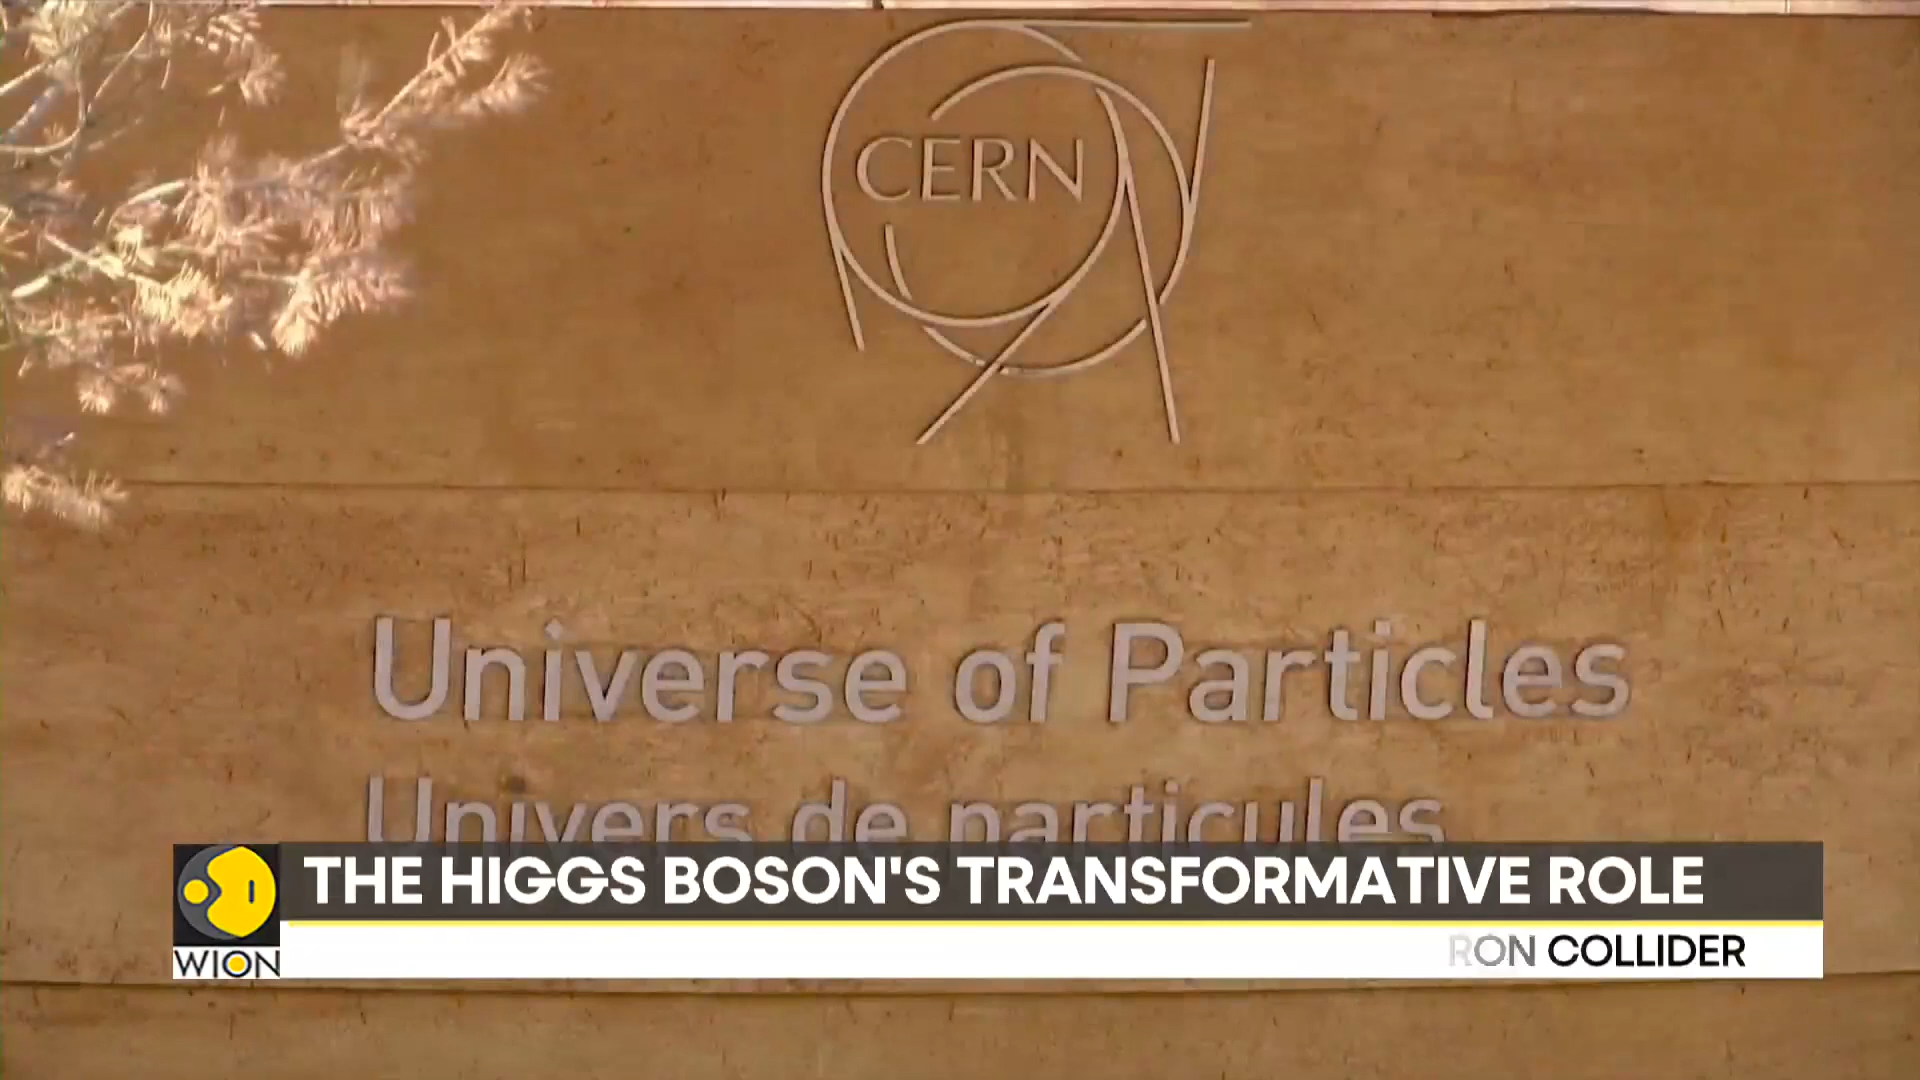 CERN
Universe of Particles
Univers de particules
THE HIGGS BOSON'S TRANSFORMATIVE ROLE
RON COLLIDER
WION